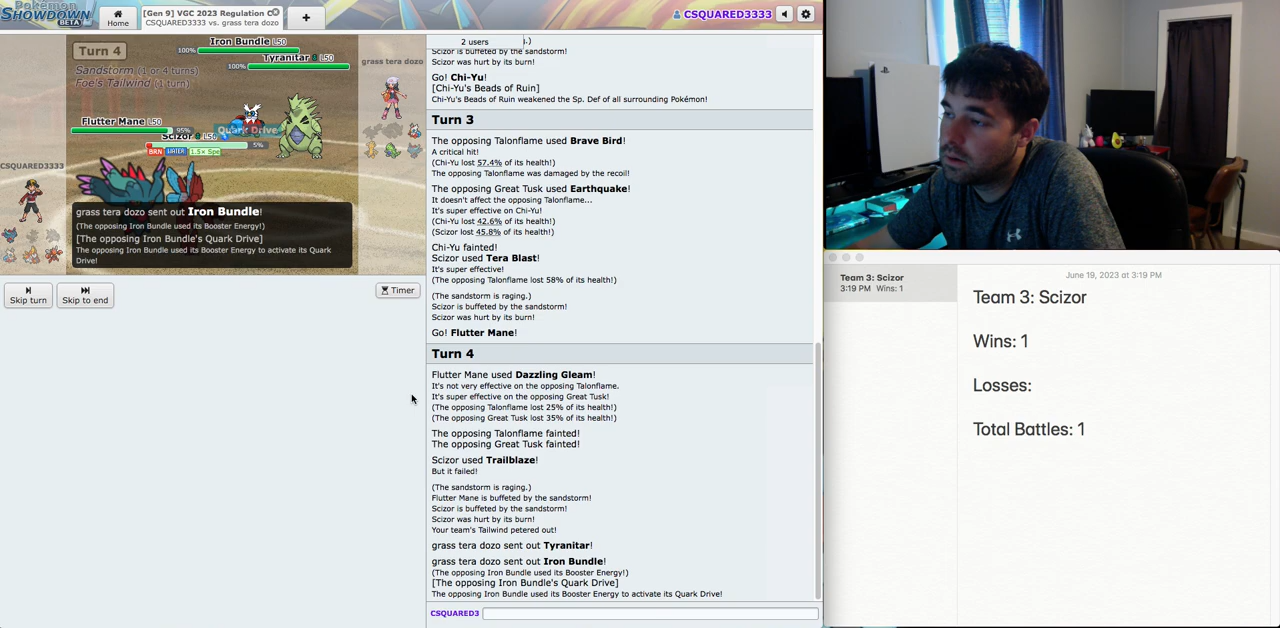 Pokémon
SHOWDOWN
BETA
Home
[Gen 9] VGC 2023 Regulation C
CSQUARED3333 vs. grass tera dozo
+
CSQUARED3333
Turn 4
Sandstorm (1 or 4 turns)
Foe's Tailwind (1 turn)
Iron Bundle L50
100%
Tyranitar L50
100%
grass tera dozo
Flutter Mane L50
95%
Quark Drive
Scizor L50
5%
BRN WATER 1.5× Spe
CSQUARED3333
grass tera dozo sent out Iron Bundle!
(The opposing Iron Bundle used its Booster Energy!)
[The opposing Iron Bundle's Quark Drive]
The opposing Iron Bundle used its Booster Energy to activate its Quark
Drive!
Skip turn
Skip to end
Timer
2 users
Scizor is buffeted by the sandstorm!
Scizor was hurt by its burn!
Go! Chi-Yu!
[Chi-Yu's Beads of Ruin]
Chi-Yu's Beads of Ruin weakened the Sp. Def of all surrounding Pokémon!
Turn 3
The opposing Talonflame used Brave Bird!
A critical hit!
(Chi-Yu lost 57.4% of its health!)
The opposing Talonflame was damaged by the recoil!
The opposing Great Tusk used Earthquake!
It doesn't affect the opposing Talonflame...
It's super effective on Chi-Yu!
(Chi-Yu lost 42.6% of its health!)
(Scizor lost 45.8% of its health!)
Chi-Yu fainted!
Scizor used Tera Blast!
It's super effective!
(The opposing Talonflame lost 58% of its health!)
(The sandstorm is raging.)
Scizor is buffeted by the sandstorm!
Scizor was hurt by its burn!
Go! Flutter Mane!
Turn 4
Flutter Mane used Dazzling Gleam!
It's not very effective on the opposing Talonflame.
It's super effective on the opposing Great Tusk!
(The opposing Talonflame lost 25% of its health!)
(The opposing Great Tusk lost 35% of its health!)
The opposing Talonflame fainted!
The opposing Great Tusk fainted!
Scizor used Trailblaze!
But it failed!
(The sandstorm is raging.)
Flutter Mane is buffeted by the sandstorm!
Scizor is buffeted by the sandstorm!
Scizor was hurt by its burn!
Your team's Tailwind petered out!
grass tera dozo sent out Tyranitar!
grass tera dozo sent out Iron Bundle!
(The opposing Iron Bundle used its Booster Energy!)
[The opposing Iron Bundle's Quark Drive]
The opposing Iron Bundle used its Booster Energy to activate its Quark Drive!
CSQUARED3
Team 3: Scizor
3:19 PM Wins: 1
June 19, 2023 at 3:19 PM
Team 3: Scizor
Wins: 1
Losses:
Total Battles: 1